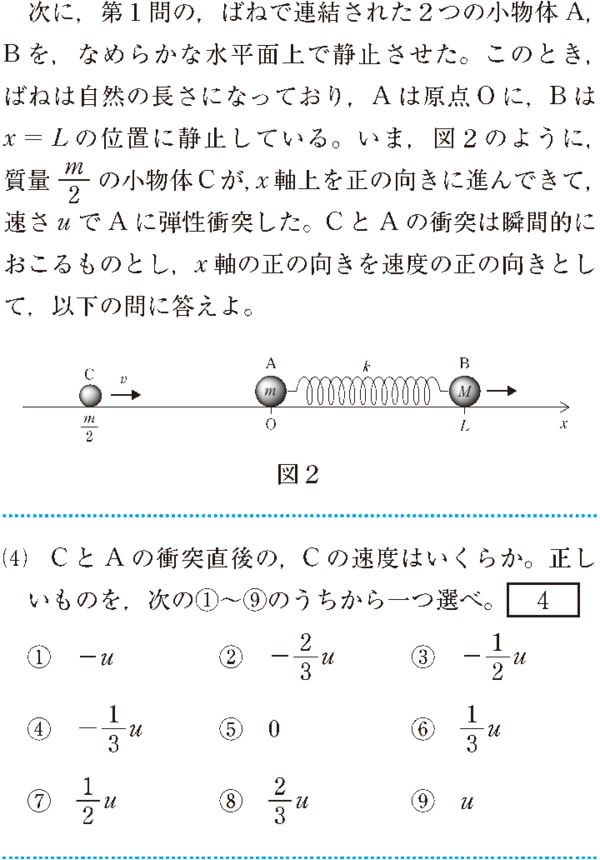 次に，第１問の，ばねで連結された２つの小物体 A,
B を，なめらかな水平面上で静止させた。このとき，
ばねは自然の長さになっており，A は原点 O に，B は
x = L の位置に静止している。いま，図２のように，
質量 m/2 の小物体 C が，x 軸上を正の向きに進んできて，
速さ u で A に弾性衝突した。C と A の衝突は瞬間的に
おこるものとし，x 軸の正の向きを速度の正の向きとし
て，以下の問に答えよ。
C v A k B
m M
m/2 O L x
図２
⑷ C と A の衝突直後の，C の速度はいくらか。正し
いものを，次の①～⑨のうちから一つ選べ。 4
① −u ② −2/3 u ③ −1/2 u
④ −1/3 u ⑤ 0 ⑥ 1/3 u
⑦ 1/2 u ⑧ 2/3 u ⑨ u